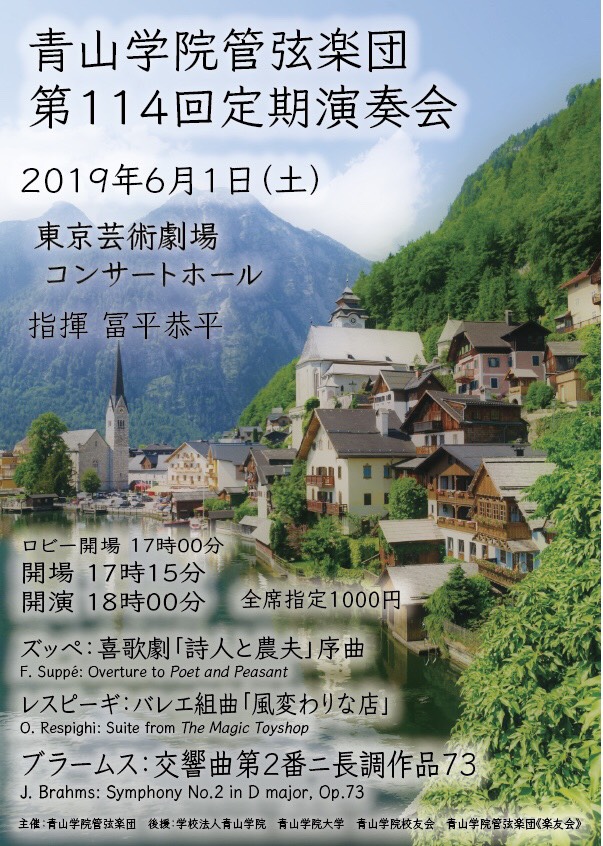 青山学院管弦楽団
第114回定期演奏会
2019年6月1日(土)
東京芸術劇場
コンサートホール
指揮 冨平恭平
ロビー開場 17時00分
開場 17時15分
開演 18時00分 全席指定1000円
ズッペ:喜歌劇「詩人と農夫」序曲
F. Suppé: Overture to Poet and Peasant
レスピーギ:バレエ組曲「風変わりな店」
O. Respighi: Suite from The Magic Toyshop
ブラームス:交響曲第2番ニ長調作品73
J. Brahms: Symphony No.2 in D major, Op.73
主催:青山学院管弦楽団 後援:学校法人青山学院 青山学院大学 青山学院校友会 青山学院管弦楽団《楽友会》